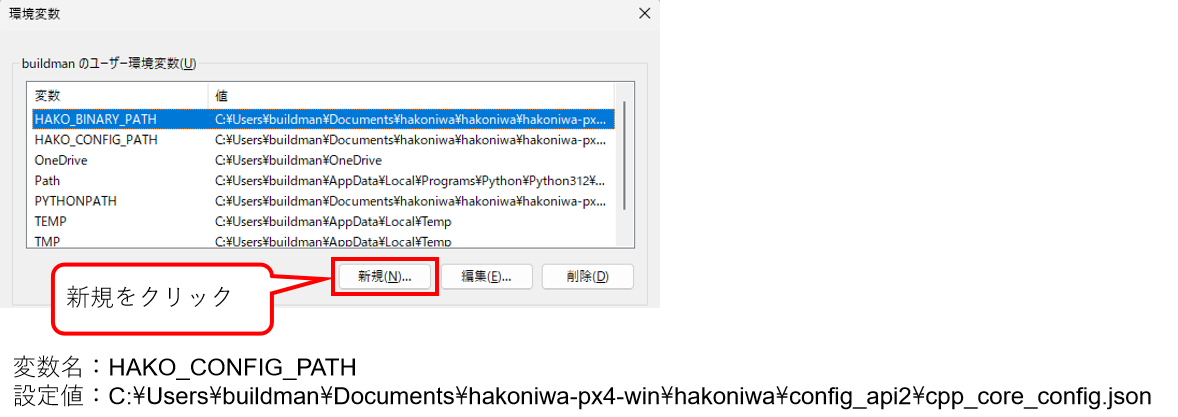 環境変数
buildman のユーザー環境変数(U)
変数 値
HAKO_BINARY_PATH C:¥Users¥buildman¥Documents¥hakoniwa¥hakoniwa¥hakoniwa-px...
HAKO_CONFIG_PATH C:¥Users¥buildman¥Documents¥hakoniwa¥hakoniwa¥hakoniwa-px...
OneDrive C:¥Users¥buildman¥OneDrive
Path C:¥Users¥buildman¥AppData¥Local¥Programs¥Python¥Python312¥...
PYTHONPATH C:¥Users¥buildman¥Documents¥hakoniwa¥hakoniwa¥hakoniwa-px...
TEMP C:¥Users¥buildman¥AppData¥Local¥Temp
TMP C:¥Users¥buildman¥AppData¥Local¥Temp
新規(N)... 編集(E)... 削除(D)
新規をクリック
変数名：HAKO_CONFIG_PATH
設定値：C:¥Users¥buildman¥Documents¥hakoniwa-px4-win¥hakoniwa¥config_api2¥cpp_core_config.json